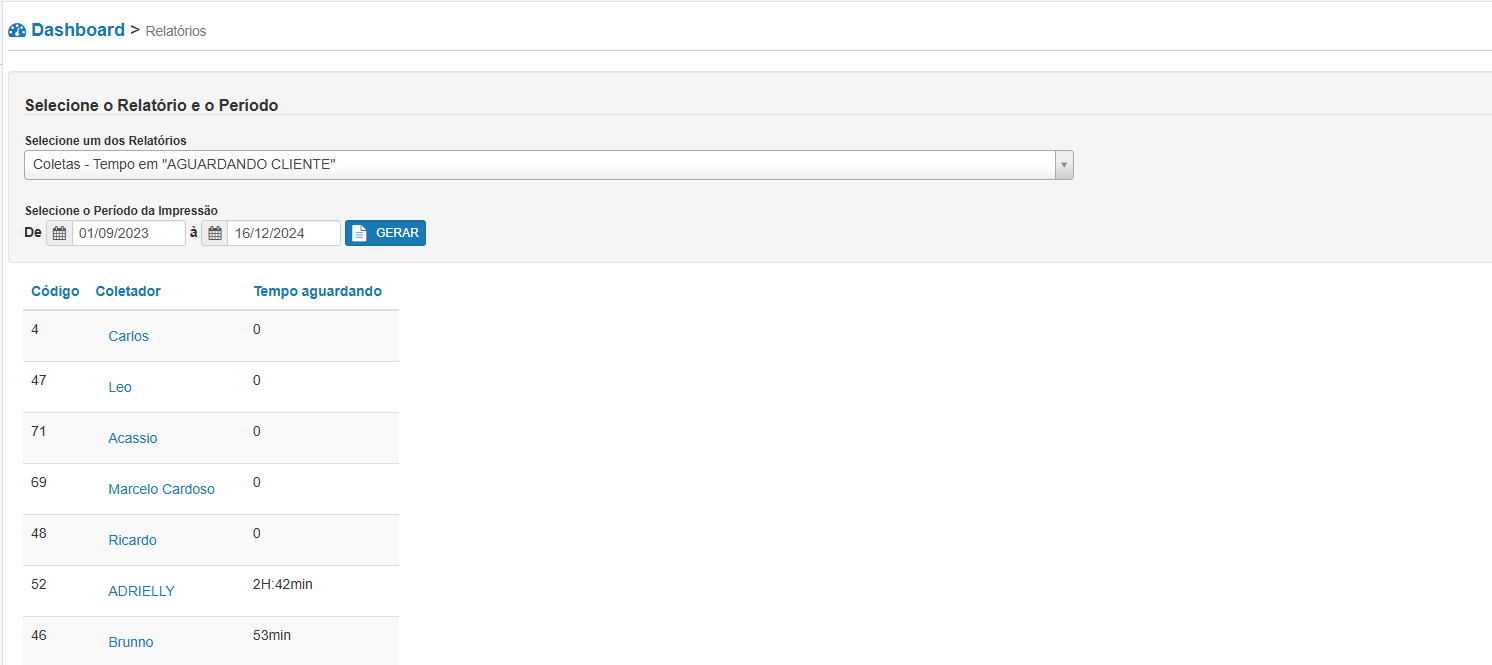 Dashboard > Relatórios
Selecione o Relatório e o Período
Selecione um dos Relatórios
Coletas - Tempo em "AGUARDANDO CLIENTE"
Selecione o Período da Impressão
De 01/09/2023 à 16/12/2024 GERAR
Código Coletador Tempo aguardando
4 Carlos 0
47 Leo 0
71 Acassio 0
69 Marcelo Cardoso 0
48 Ricardo 0
52 ADRIELLY 2H:42min
46 Brunno 53min